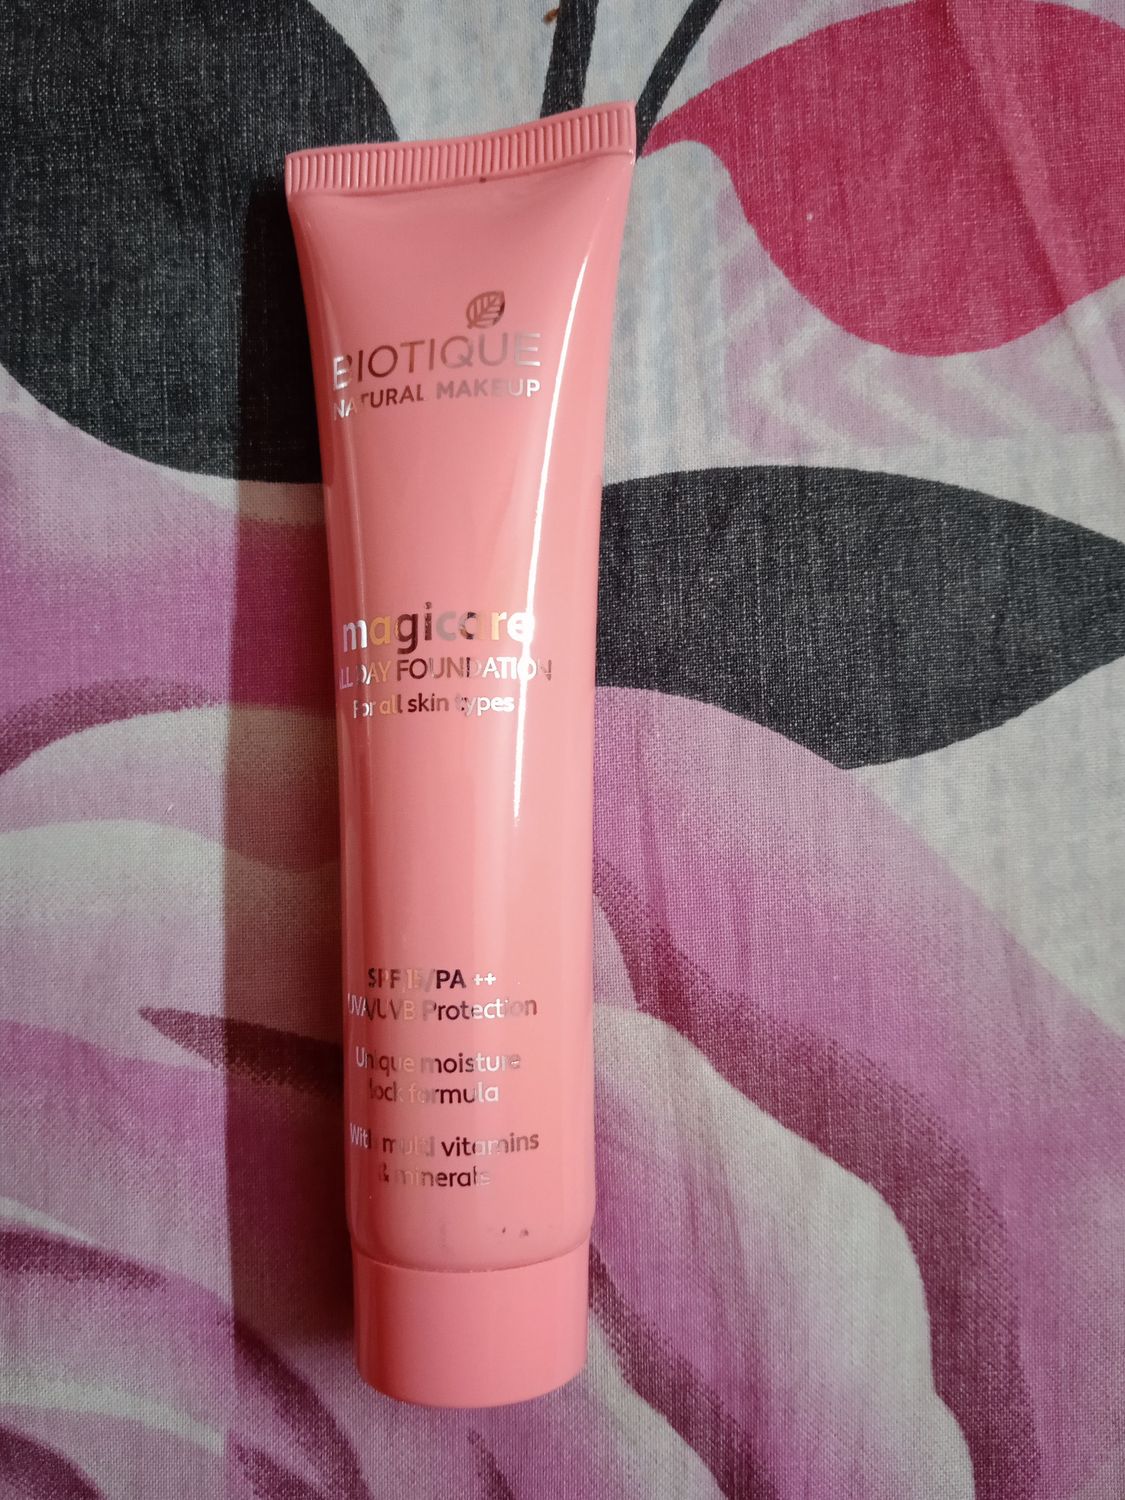 BIOTIQUE
NATURAL MAKEUP
magicare
ALL DAY FOUNDATION
For all skin types
SPF 15/PA ++
UVA/UVB Protection
Unique moisture
lock formula
With multi vitamins
& minerals